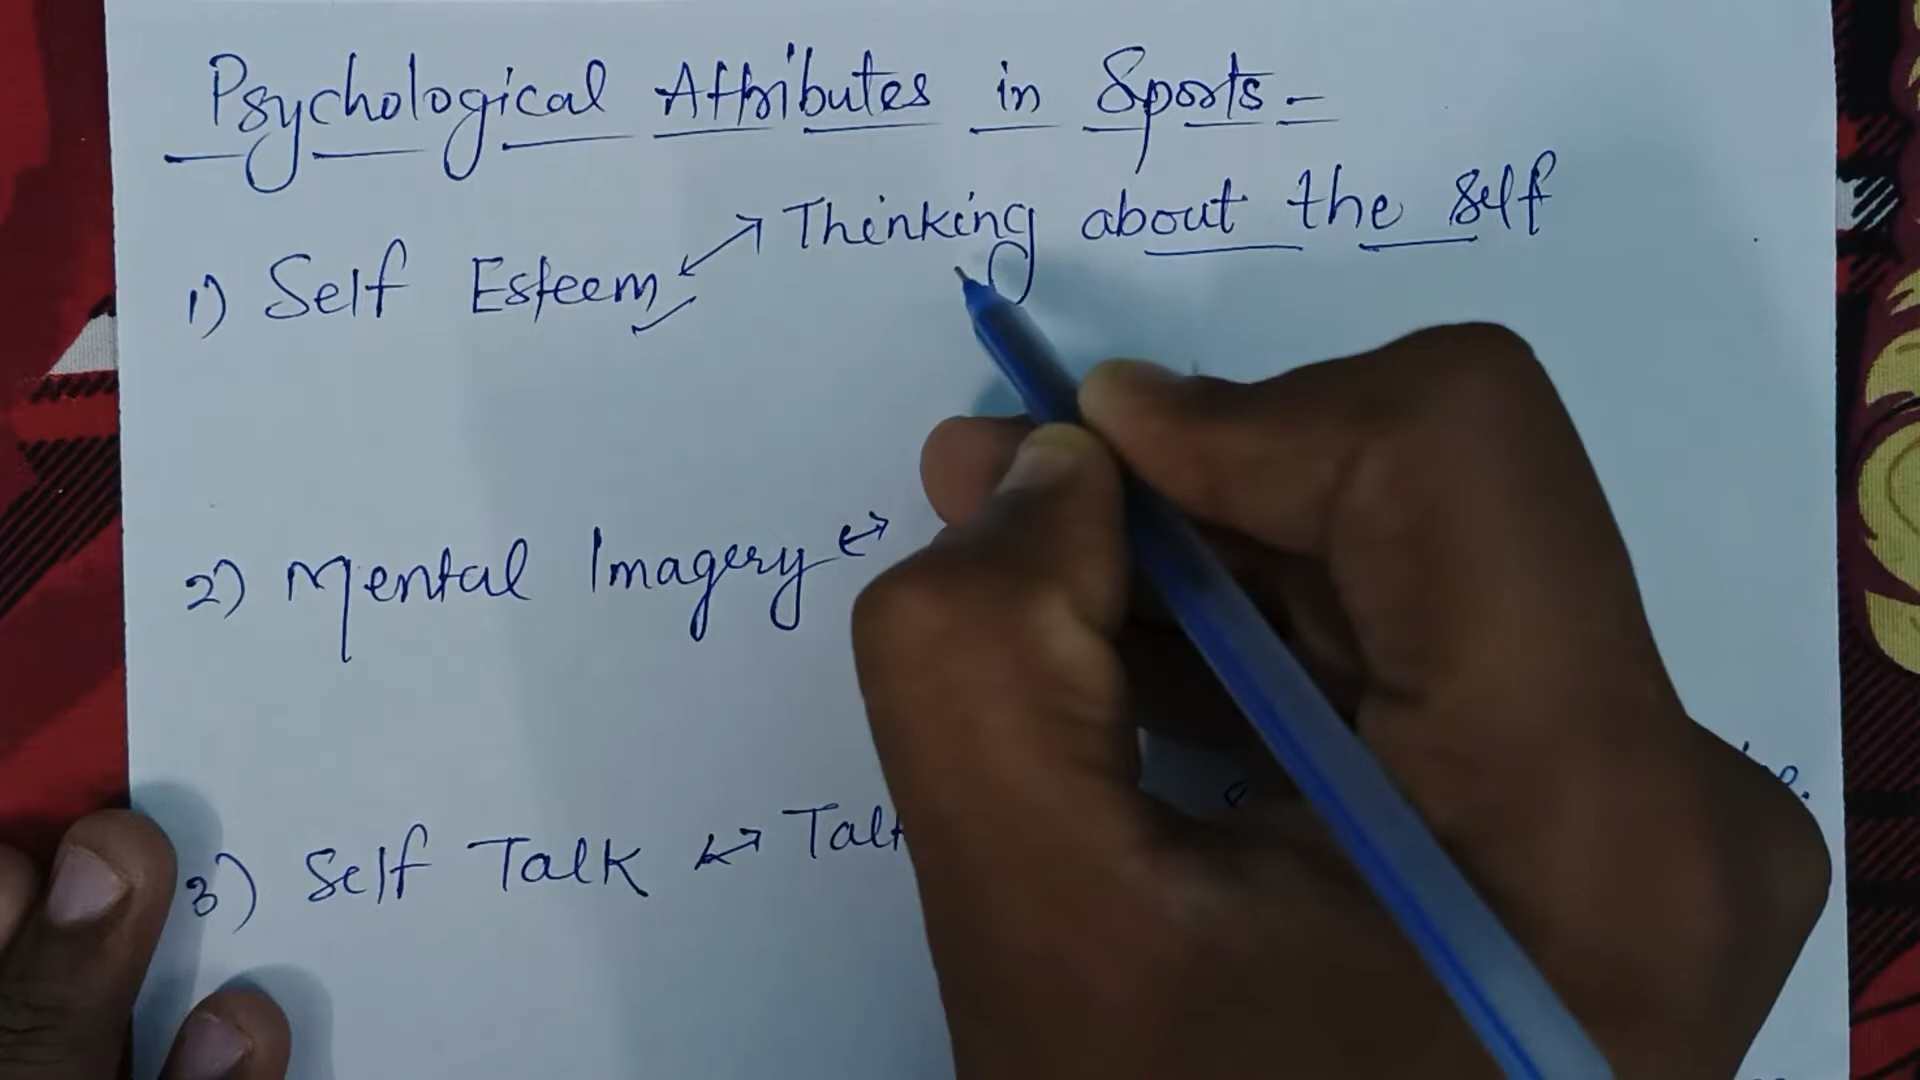 Psychological Attributes in Sports -
1) Self Esteem ↔ Thinking about the self
2) Mental Imagery ↔
3) Self Talk ↔